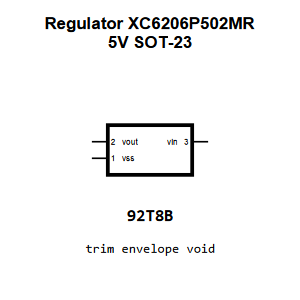 Regulator XC6206P502MR
5V SOT-23
2 vout vin 3
1 vss
92T8B
trim envelope void